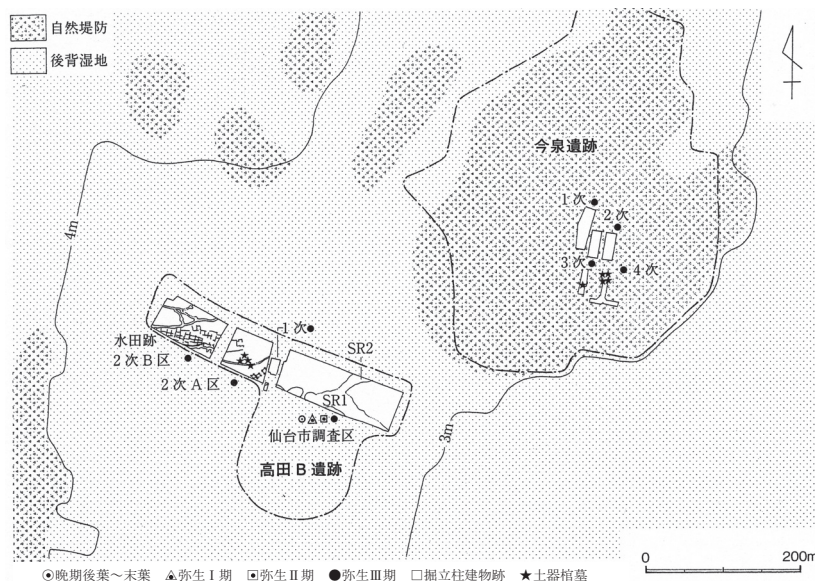 自然堤防
後背湿地
今泉遺跡
1次
2次
3次
4次
4m
水田跡
2次B区
2次A区
1次
SR2
SR1
仙台市調査区
高田B遺跡
3m
0 200m
晩期後葉～末葉 弥生Ⅰ期 弥生Ⅱ期 弥生Ⅲ期 掘立柱建物跡 土器棺墓